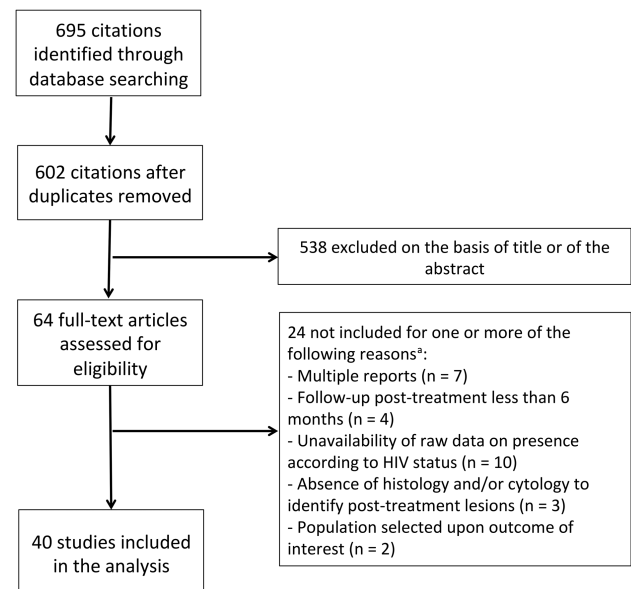 695 citations
identified through
database searching
602 citations after
duplicates removed
538 excluded on the basis of title or of the
abstract
64 full-text articles
assessed for
eligibility
24 not included for one or more of the
following reasonsᵃ:
- Multiple reports (n = 7)
- Follow-up post-treatment less than 6
months (n = 4)
- Unavailability of raw data on presence
according to HIV status (n = 10)
- Absence of histology and/or cytology to
identify post-treatment lesions (n = 3)
- Population selected upon outcome of
interest (n = 2)
40 studies included
in the analysis